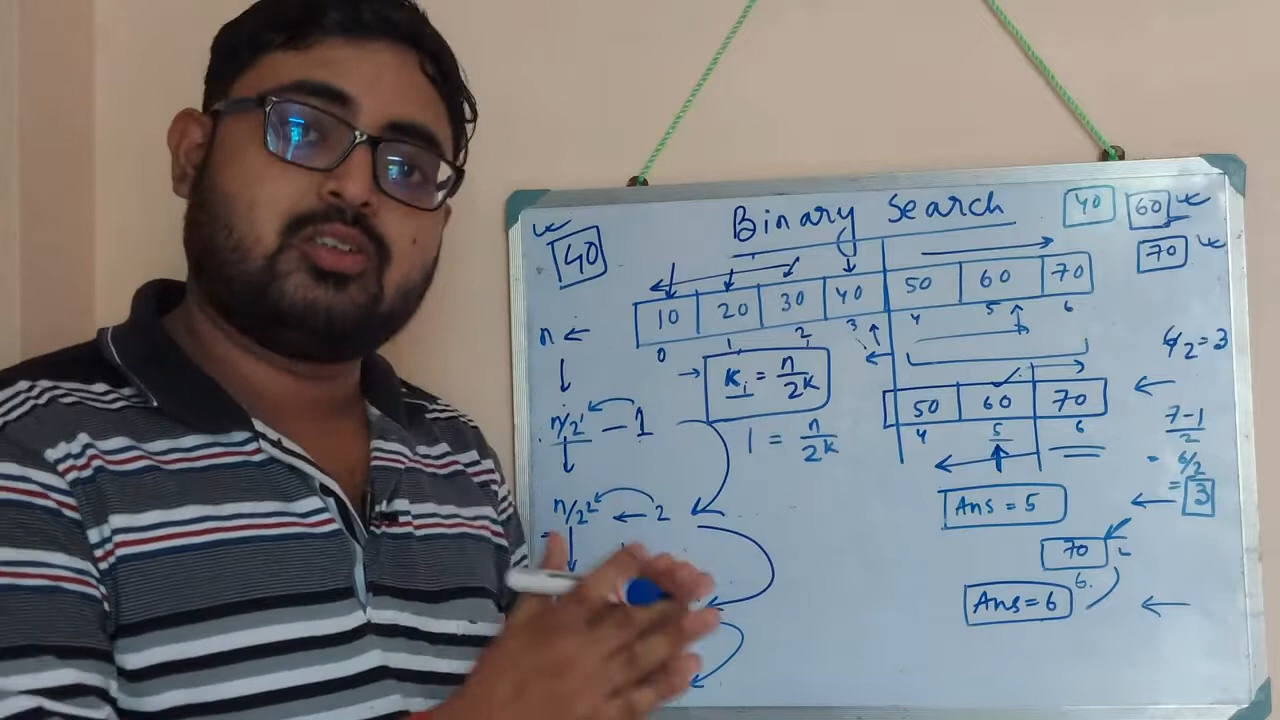 Binary Search
40
60
70
40
10 20 30 40 50 60 70
0 1 2 3 4 5 6
n
K_i = n/2k
6/2 = 3
50 60 70
4 5 6
n/2¹ - 1
1 = n/2k
7-1/2
= 6/2
= 3
Ans = 5
n/2² ← 2
70
6
Ans = 6